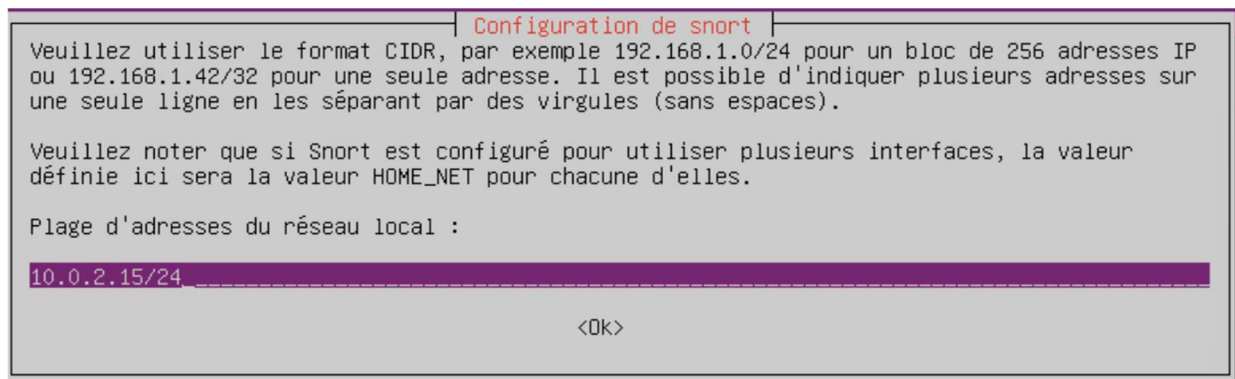 Configuration de snort
Veuillez utiliser le format CIDR, par exemple 192.168.1.0/24 pour un bloc de 256 adresses IP
ou 192.168.1.42/32 pour une seule adresse. Il est possible d'indiquer plusieurs adresses sur
une seule ligne en les séparant par des virgules (sans espaces).
Veuillez noter que si Snort est configuré pour utiliser plusieurs interfaces, la valeur
définie ici sera la valeur HOME_NET pour chacune d'elles.
Plage d'adresses du réseau local :
10.0.2.15/24
<Ok>